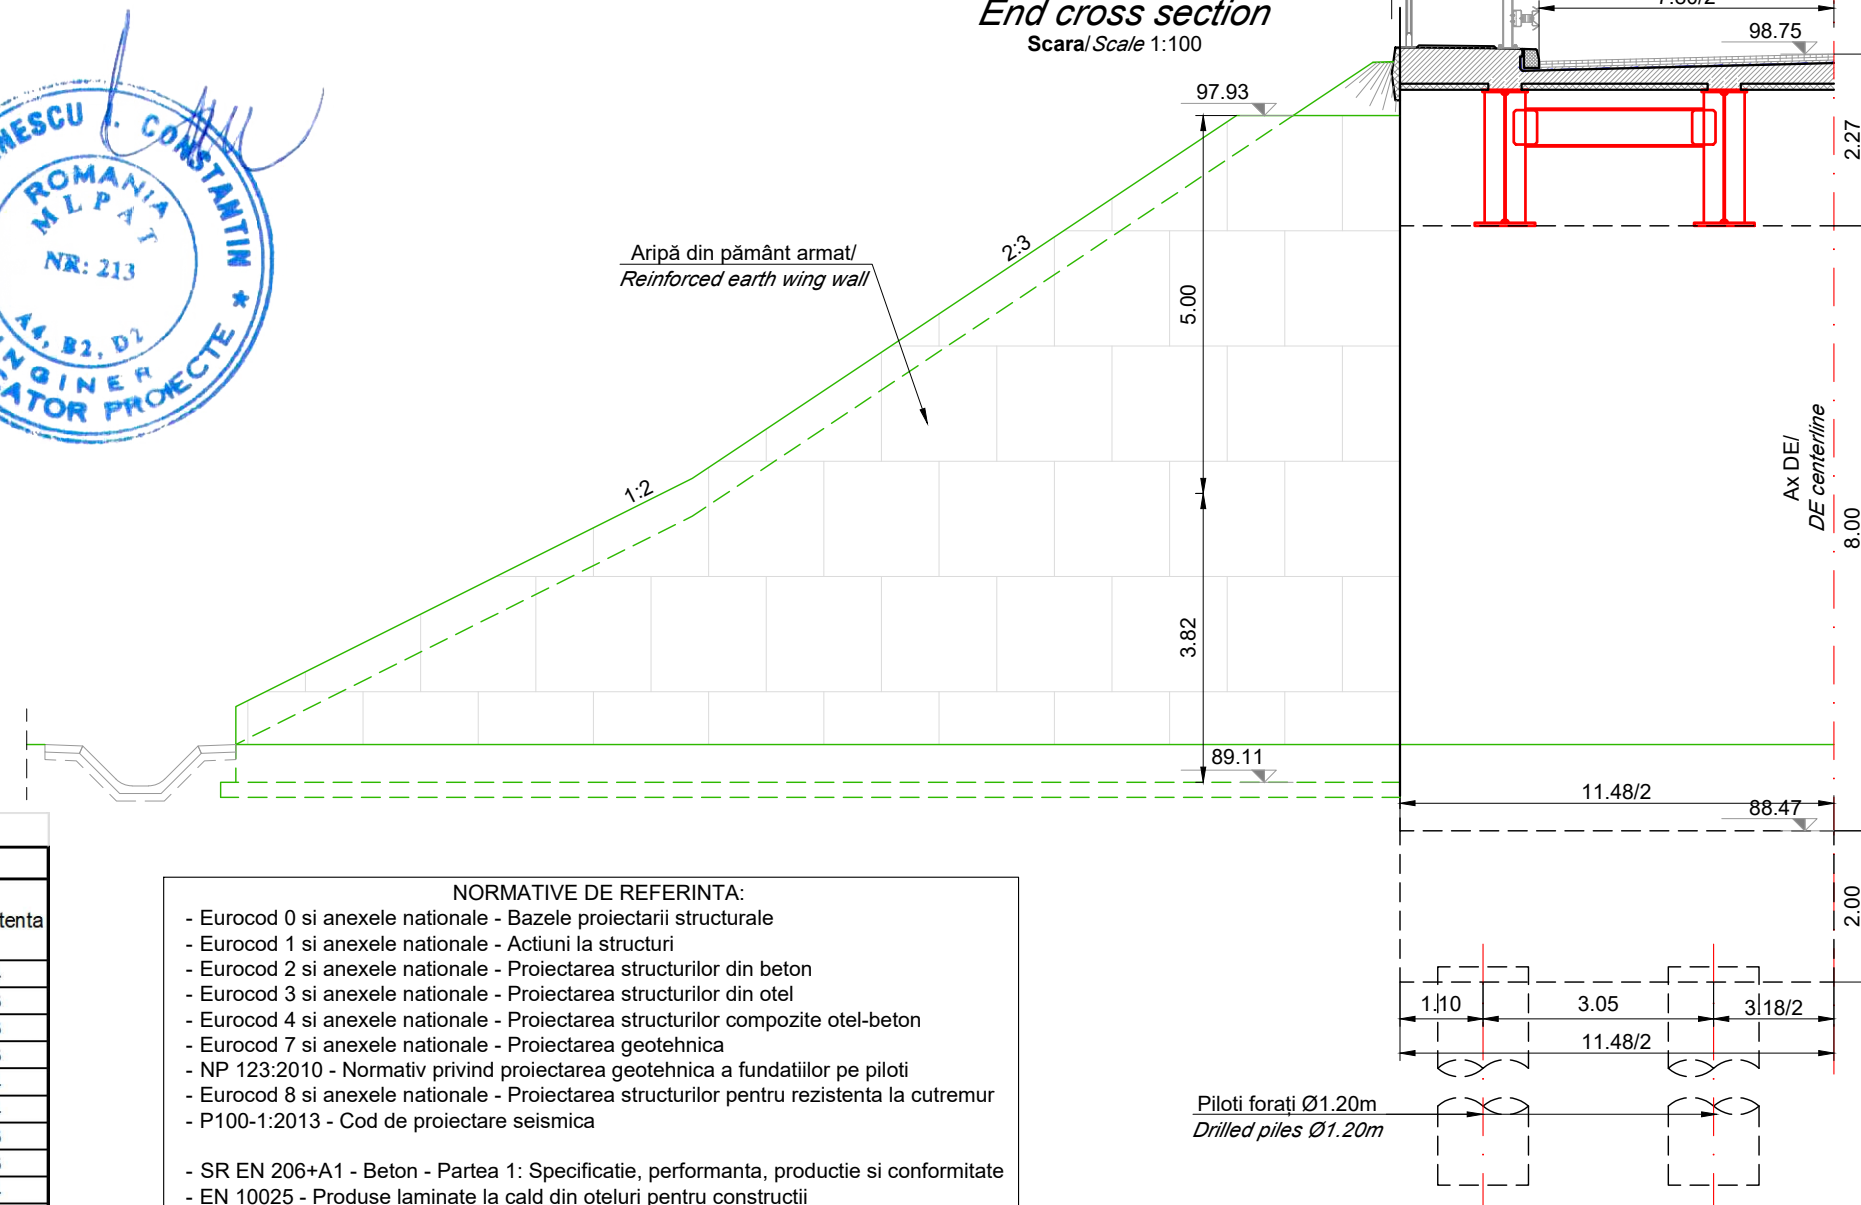 End cross section
Scara/Scale 1:100
98.75
97.93
2.27
NESCU I. CONSTANTIN *
ROMANIA
MLPAT
NR: 213
A4, B2, D2
INGINER
PROIECTE
Aripă din pământ armat/
Reinforced earth wing wall
2:3
5.00
1:2
Ax DE/
DE centerline
8.00
3.82
89.11
11.48/2
88.47
2.00
tenta
NORMATIVE DE REFERINTA:
- Eurocod 0 si anexele nationale - Bazele proiectarii structurale
- Eurocod 1 si anexele nationale - Actiuni la structuri
- Eurocod 2 si anexele nationale - Proiectarea structurilor din beton
- Eurocod 3 si anexele nationale - Proiectarea structurilor din otel
- Eurocod 4 si anexele nationale - Proiectarea structurilor compozite otel-beton
- Eurocod 7 si anexele nationale - Proiectarea geotehnica
- NP 123:2010 - Normativ privind proiectarea geotehnica a fundatiilor pe piloti
- Eurocod 8 si anexele nationale - Proiectarea structurilor pentru rezistenta la cutremur
- P100-1:2013 - Cod de proiectare seismica
- SR EN 206+A1 - Beton - Partea 1: Specificatie, performanta, productie si conformitate
- EN 10025 - Produse laminate la cald din oteluri pentru constructii
1.10
3.05
3.18/2
11.48/2
Piloti forați Ø1.20m
Drilled piles Ø1.20m